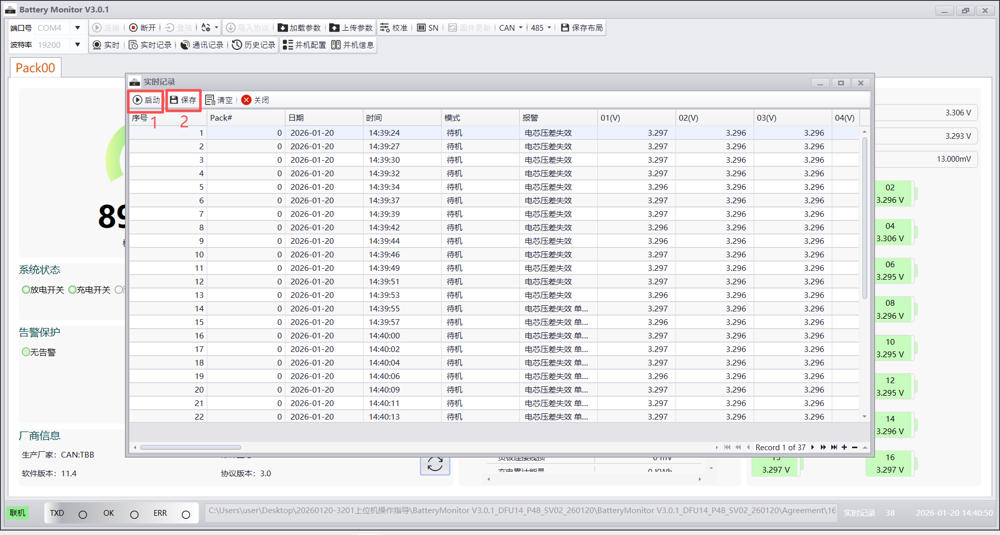 Battery Monitor V3.0.1
端口号 COM4 连接 断开 登陆 导入协议 加载参数 上传参数 校准 SN 固件更新 CAN 485 保存布局
波特率 19200 实时 实时记录 通讯记录 历史记录 并机配置 并机信息
Pack00
实时记录
启动 保存 清空 关闭
1 2
序号 Pack# 日期 时间 模式 报警 01(V) 02(V) 03(V) 04(V)
1 0 2026-01-20 14:39:24 待机 电芯压差失效 3.297 3.296 3.296
2 0 2026-01-20 14:39:27 待机 电芯压差失效 3.297 3.296 3.296
3 0 2026-01-20 14:39:30 待机 电芯压差失效 3.297 3.296 3.296
4 0 2026-01-20 14:39:32 待机 电芯压差失效 3.297 3.296 3.296
5 0 2026-01-20 14:39:34 待机 电芯压差失效 3.296 3.296 3.296
6 0 2026-01-20 14:39:37 待机 电芯压差失效 3.297 3.296 3.296
7 0 2026-01-20 14:39:39 待机 电芯压差失效 3.297 3.296 3.296
8 0 2026-01-20 14:39:42 待机 电芯压差失效 3.296 3.296 3.296
9 0 2026-01-20 14:39:44 待机 电芯压差失效 3.296 3.296 3.296
10 0 2026-01-20 14:39:46 待机 电芯压差失效 3.297 3.296 3.296
11 0 2026-01-20 14:39:49 待机 电芯压差失效 3.297 3.296 3.296
12 0 2026-01-20 14:39:51 待机 电芯压差失效 3.297 3.296 3.296
13 0 2026-01-20 14:39:53 待机 电芯压差失效 3.296 3.296 3.296
14 0 2026-01-20 14:39:55 待机 电芯压差失效 单... 3.297 3.296 3.296
15 0 2026-01-20 14:39:57 待机 电芯压差失效 单... 3.296 3.296 3.296
16 0 2026-01-20 14:40:00 待机 电芯压差失效 单... 3.297 3.296 3.296
17 0 2026-01-20 14:40:02 待机 电芯压差失效 单... 3.297 3.296 3.296
18 0 2026-01-20 14:40:04 待机 电芯压差失效 单... 3.297 3.296 3.296
19 0 2026-01-20 14:40:06 待机 电芯压差失效 单... 3.296 3.296 3.296
20 0 2026-01-20 14:40:09 待机 电芯压差失效 单... 3.297 3.296 3.296
21 0 2026-01-20 14:40:11 待机 电芯压差失效 单... 3.297 3.296 3.296
22 0 2026-01-20 14:40:13 待机 电芯压差失效 单... 3.297 3.296 3.296
Record 1 of 37
89
系统状态
放电开关 充电开关
告警保护
无告警
厂商信息
生产厂家： CAN:TBB
软件版本： 11.4 协议版本： 3.0
负极连接线损 0 mV
充电累计能量 0 KWh
3.306 V
3.293 V
13.000mV
02
3.296 V
04
3.306 V
06
3.295 V
08
3.296 V
10
3.295 V
12
3.295 V
14
3.296 V
15 16
3.297 V 3.297 V
联机 TXD OK ERR C:\Users\user\Desktop\20260120-3201上位机操作指导\BatteryMonitor V3.0.1_DFU14_P48_SV02_260120\BatteryMonitor V3.0.1_DFU14_P48_SV02_260120\Agreement\16 实时记录 38 2026-01-20 14:40:50